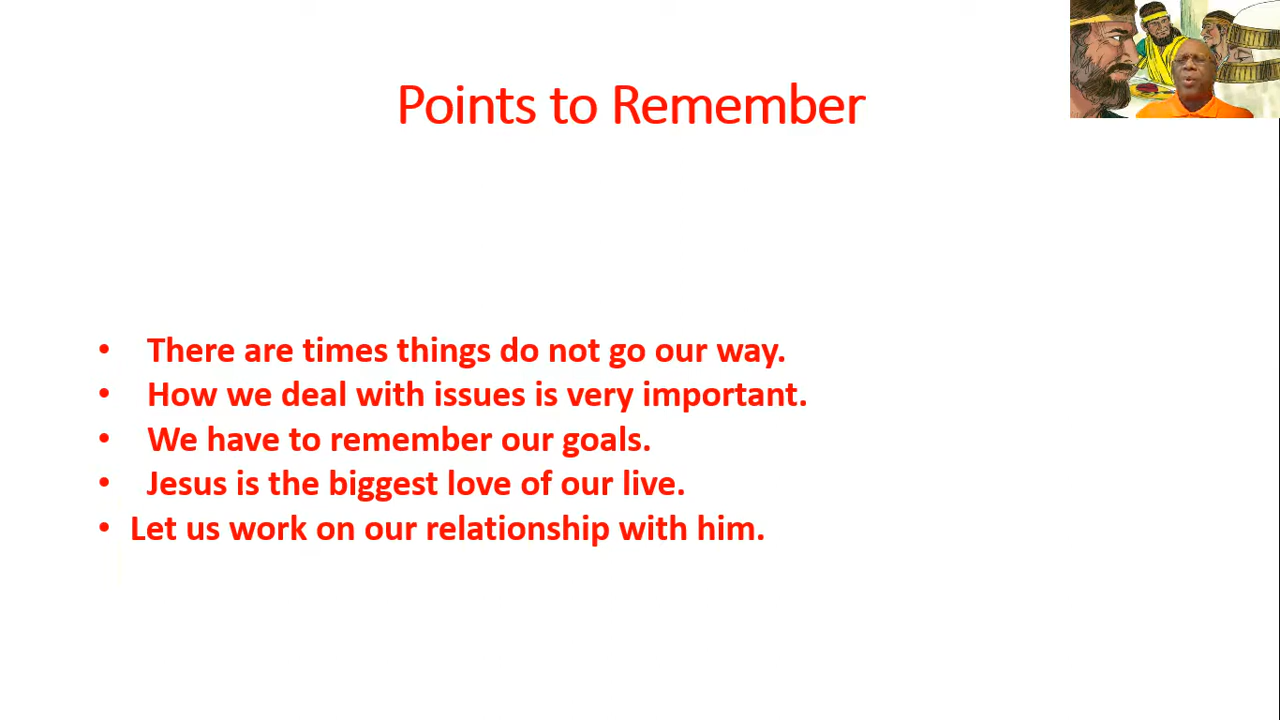 Points to Remember
• There are times things do not go our way.
• How we deal with issues is very important.
• We have to remember our goals.
• Jesus is the biggest love of our live.
• Let us work on our relationship with him.